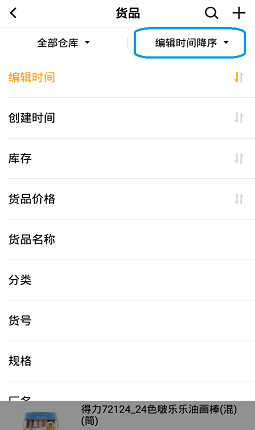 货品
全部仓库
编辑时间降序
编辑时间
创建时间
库存
货品价格
货品名称
分类
货号
规格
得力72124_24色啵乐乐油画棒(混)
(筒)